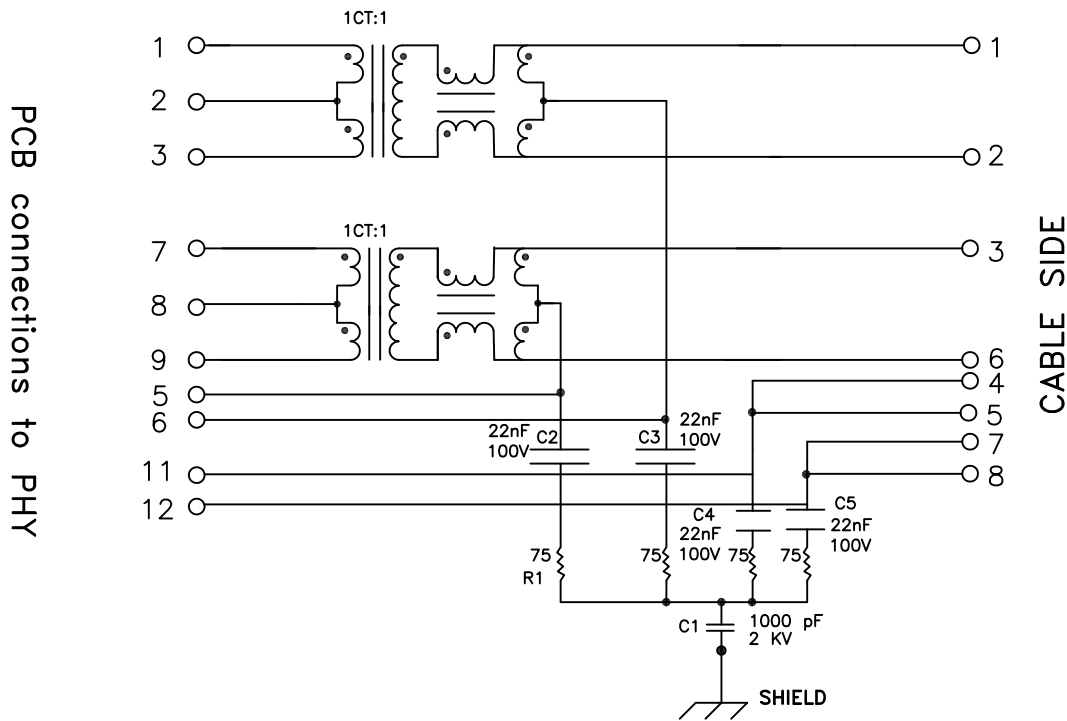 1CT:1
1
1
2
3
2
PCB connections to PHY
1CT:1
7
3
8
CABLE SIDE
9
6
5
4
6
5
22nF
100V
C2
C3
22nF
100V
7
11
8
12
C4
22nF
100V
C5
22nF
100V
75
R1
75
75
75
C1
1000 pF
2 KV
SHIELD